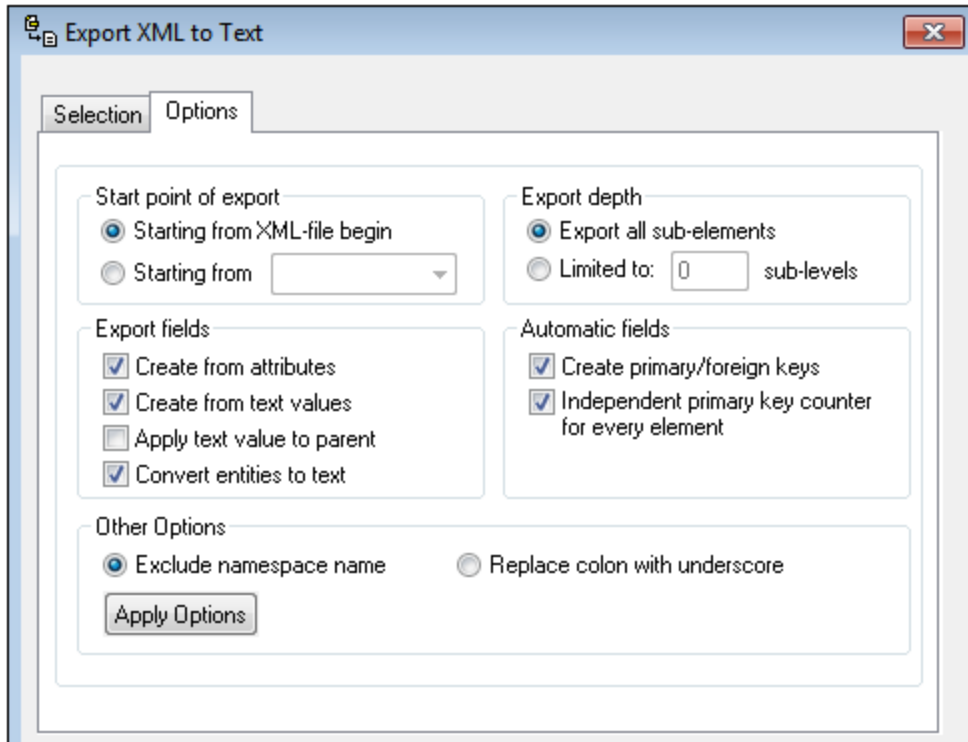 Export XML to Text
Selection
Options
Start point of export
Starting from XML-file begin
Starting from
Export depth
Export all sub-elements
Limited to: 0 sub-levels
Export fields
Create from attributes
Create from text values
Apply text value to parent
Convert entities to text
Automatic fields
Create primary/foreign keys
Independent primary key counter
for every element
Other Options
Exclude namespace name
Replace colon with underscore
Apply Options